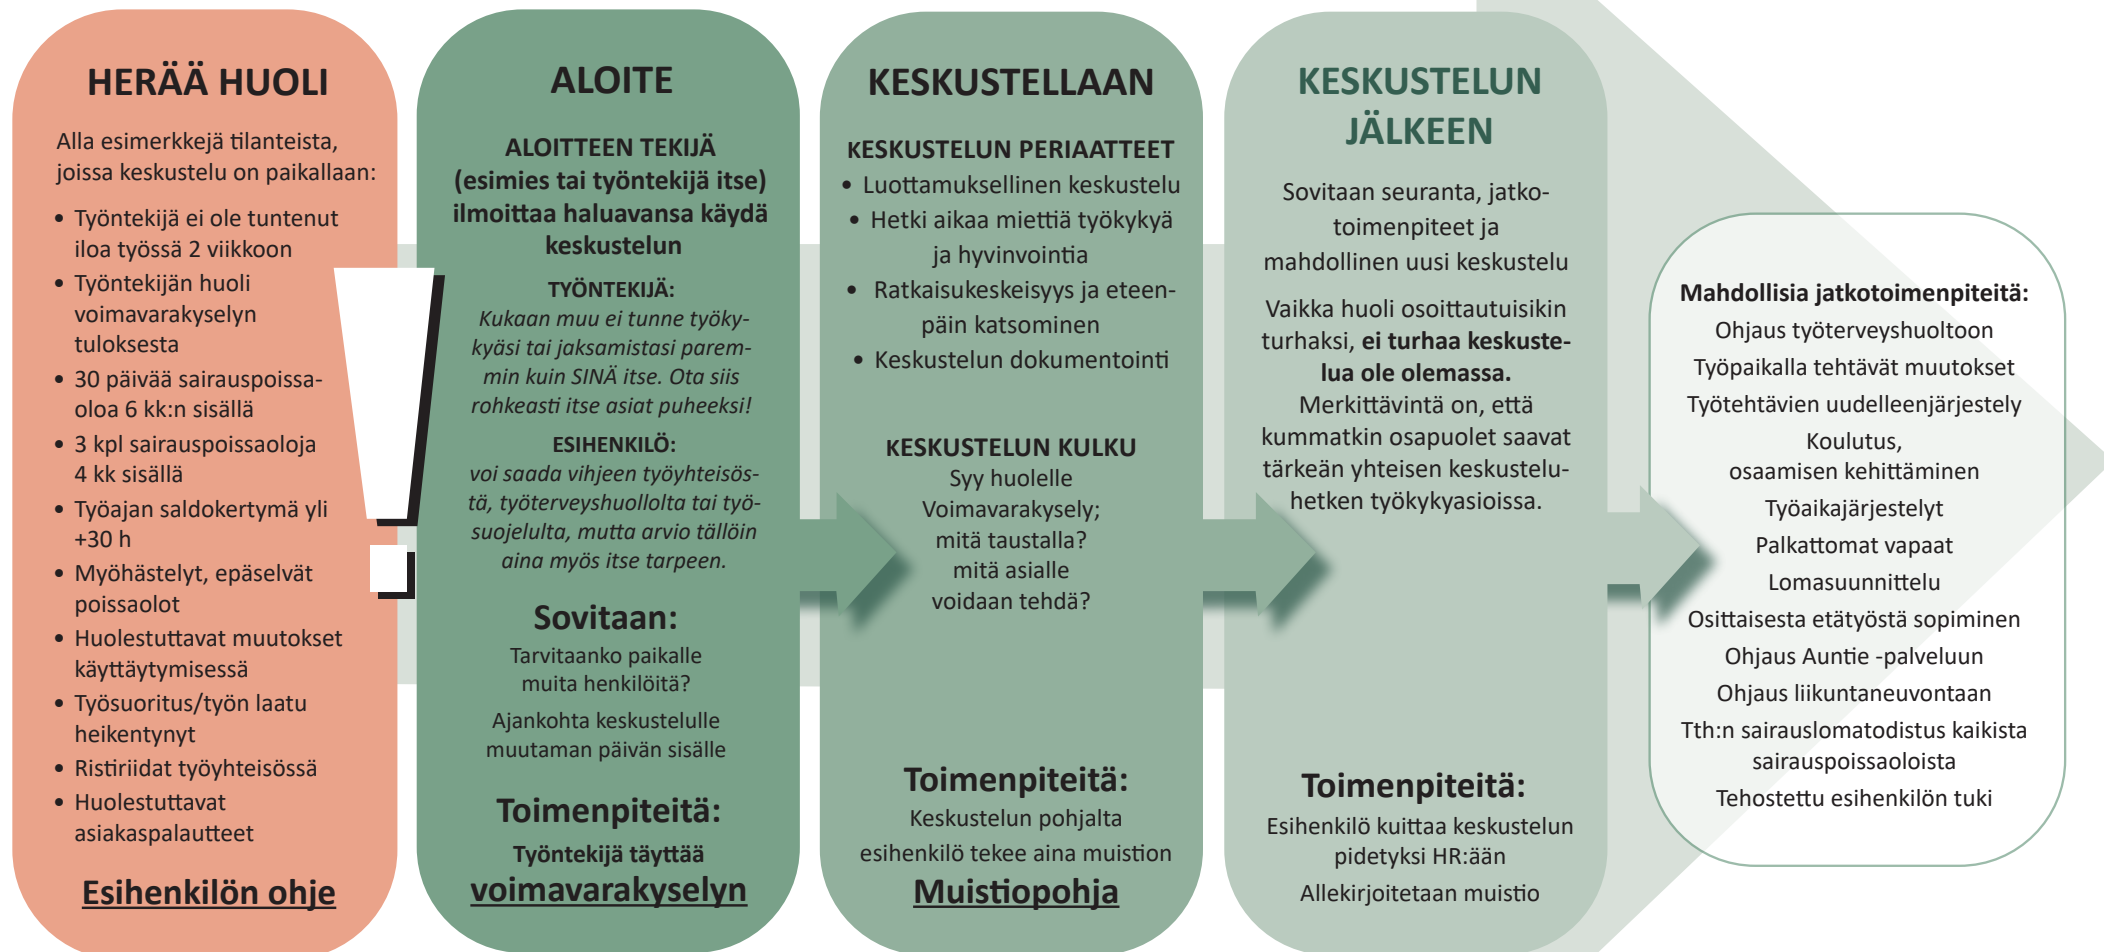 HERÄÄ HUOLI
Alla esimerkkejä tilanteista,
joissa keskustelu on paikallaan:
• Työntekijä ei ole tuntenut
iloa työssä 2 viikkoon
• Työntekijän huoli
voimavarakyselyn
tuloksesta
• 30 päivää sairauspoissa-
oloa 6 kk:n sisällä
• 3 kpl sairauspoissaoloja
4 kk sisällä
• Työajan saldokertymä yli
+30 h
• Myöhästelyt, epäselvät
poissaolot
• Huolestuttavat muutokset
käyttäytymisessä
• Työsuoritus/työn laatu
heikentynyt
• Ristiriidat työyhteisössä
• Huolestuttavat
asiakaspalautteet
Esihenkilön ohje
!
ALOITE
ALOITTEEN TEKIJÄ
(esimies tai työntekijä itse)
ilmoittaa haluavansa käydä
keskustelun
TYÖNTEKIJÄ:
Kukaan muu ei tunne työky-
kyäsi tai jaksamistasi parem-
min kuin SINÄ itse. Ota siis
rohkeasti itse asiat puheeksi!
ESIHENKILÖ:
voi saada vihjeen työyhteisös-
tä, työterveyshuollolta tai työ-
suojelulta, mutta arvio tällöin
aina myös itse tarpeen.
Sovitaan:
Tarvitaanko paikalle
muita henkilöitä?
Ajankohta keskustelulle
muutaman päivän sisälle
Toimenpiteitä:
Työntekijä täyttää
voimavarakyselyn
KESKUSTELLAAN
KESKUSTELUN PERIAATTEET
• Luottamuksellinen keskustelu
• Hetki aikaa miettiä työkykyä
ja hyvinvointia
• Ratkaisukeskeisyys ja eteen-
päin katsominen
• Keskustelun dokumentointi
KESKUSTELUN KULKU
Syy huolelle
Voimavarakysely;
mitä taustalla?
mitä asialle
voidaan tehdä?
Toimenpiteitä:
Keskustelun pohjalta
esihenkilö tekee aina muistion
Muistiopohja
KESKUSTELUN
JÄLKEEN
Sovitaan seuranta, jatko-
toimenpiteet ja
mahdollinen uusi keskustelu
Vaikka huoli osoittautuisikin
turhaksi, ei turhaa keskuste-
lua ole olemassa.
Merkittävintä on, että
kummatkin osapuolet saavat
tärkeän yhteisen keskustelu-
hetken työkykyasioissa.
Toimenpiteitä:
Esihenkilö kuittaa keskustelun
pidetyksi HR:ään
Allekirjoitetaan muistio
Mahdollisia jatkotoimenpiteitä:
Ohjaus työterveyshuoltoon
Työpaikalla tehtävät muutokset
Työtehtävien uudelleenjärjestely
Koulutus,
osaamisen kehittäminen
Työaikajärjestelyt
Palkattomat vapaat
Lomasuunnittelu
Osittaisesta etätyöstä sopiminen
Ohjaus Auntie -palveluun
Ohjaus liikuntaneuvontaan
Tth:n sairauslomatodistus kaikista
sairauspoissaoloista
Tehostettu esihenkilön tuki